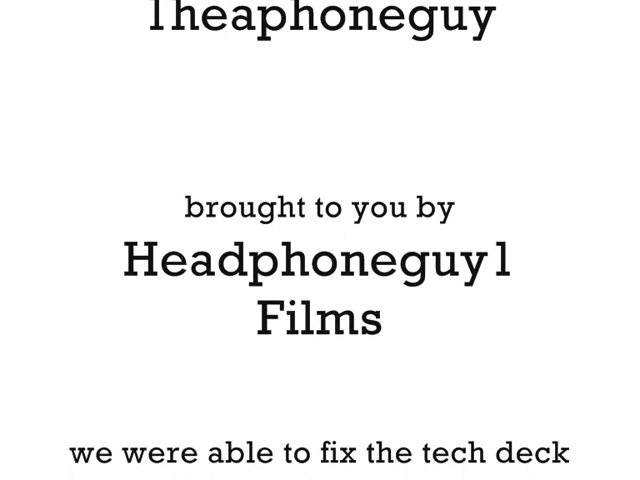 Theaphoneguy
brought to you by
Headphoneguy1
Films
we were able to fix the tech deck